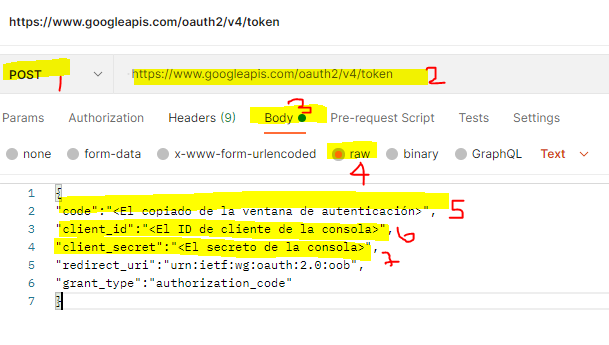 https://www.googleapis.com/oauth2/v4/token
POST 1 https://www.googleapis.com/oauth2/v4/token 2
Params Authorization Headers (9) Body 3 Pre-request Script Tests Settings
none form-data x-www-form-urlencoded raw binary GraphQL Text
4
1 {
2 "code":"<El copiado de la ventana de autenticación>", 5
3 "client_id":"<El ID de cliente de la consola>", 6
4 "client_secret":"<El secreto de la consola>", 7
5 "redirect_uri":"urn:ietf:wg:oauth:2.0:oob",
6 "grant_type":"authorization_code"
7 }